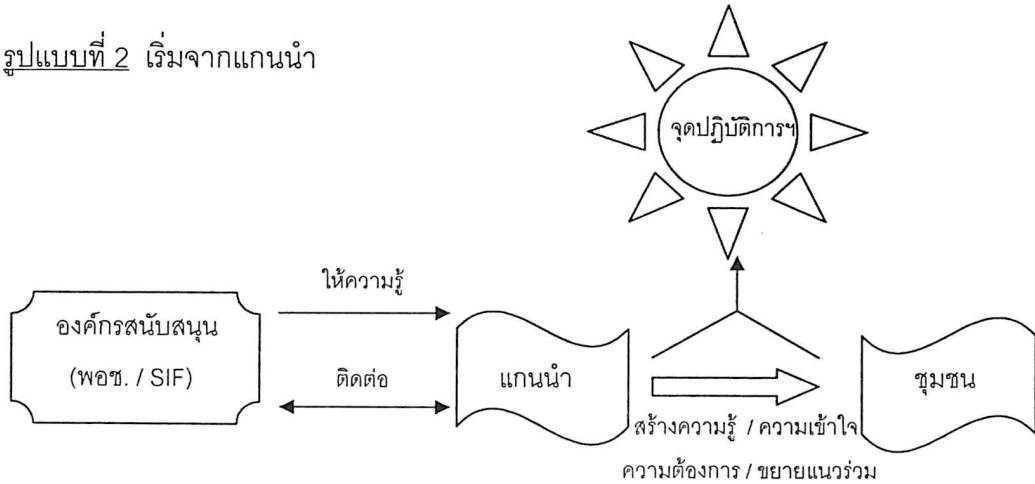 รูปแบบที่ 2 เริ่มจากแกนนำ
จุดปฏิบัติการฯ
ให้ความรู้
องค์กรสนับสนุน
(พอช. / SIF)
ติดต่อ
แกนนำ
ชุมชน
สร้างความรู้ / ความเข้าใจ
ความต้องการ / ขยายแนวร่วม